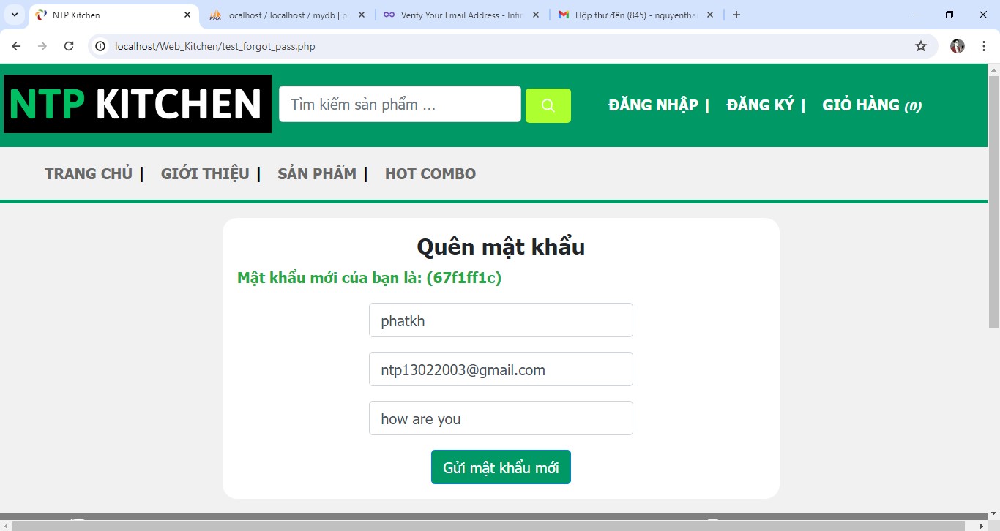 NTP Kitchen
localhost / localhost / mydb | pl
Verify Your Email Address - Infin
Hộp thư đến (845) - nguyenthan
localhost/Web_Kitchen/test_forgot_pass.php
NTP KITCHEN
Tìm kiếm sản phẩm ...
ĐĂNG NHẬP | ĐĂNG KÝ | GIỎ HÀNG (0)
TRANG CHỦ | GIỚI THIỆU | SẢN PHẨM | HOT COMBO
Quên mật khẩu
Mật khẩu mới của bạn là: (67f1ff1c)
phatkh
ntp13022003@gmail.com
how are you
Gửi mật khẩu mới